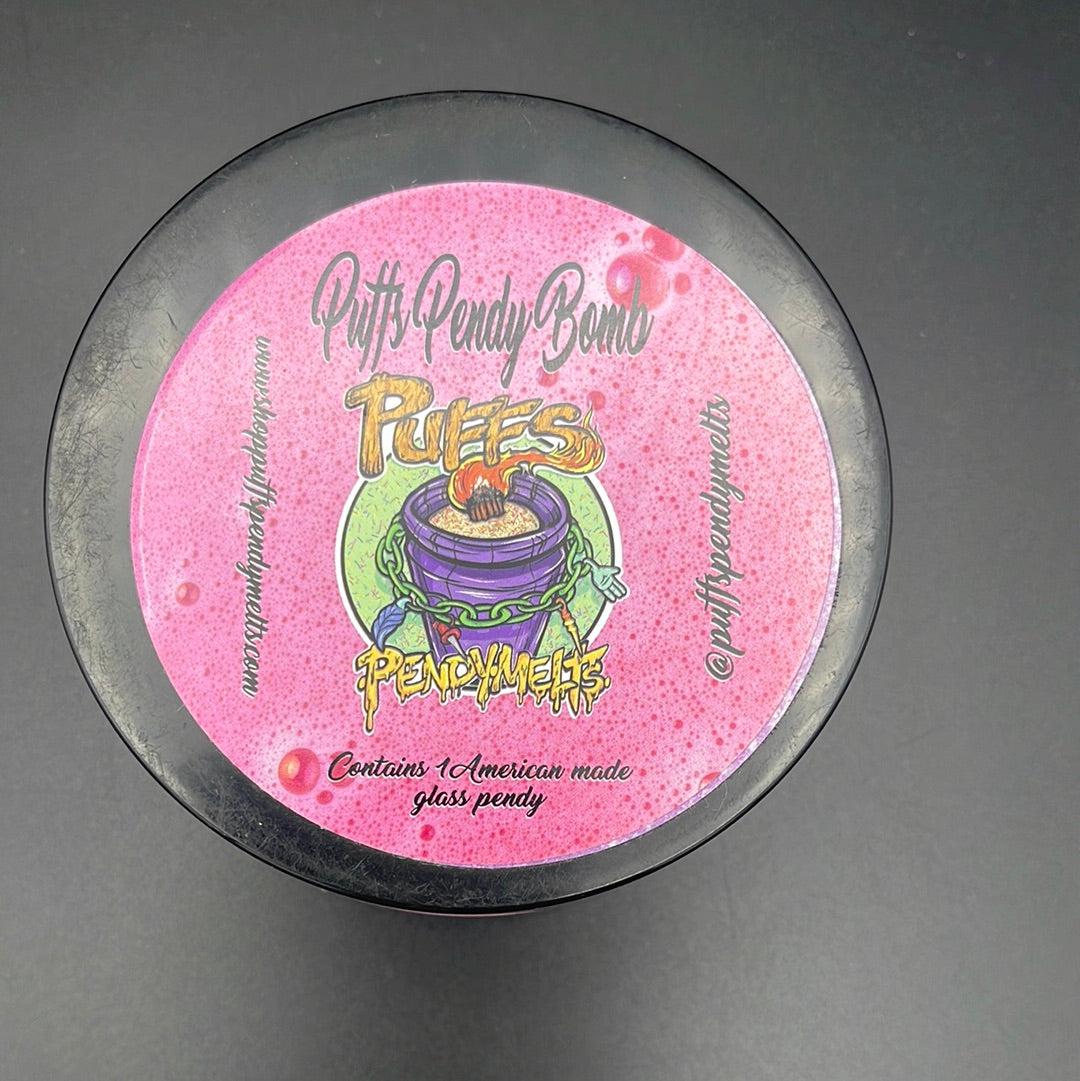 Puffs Pendy Bomb
PUFFS
PENDYMELTS
Contains 1 American made
glass pendy
www.shoppuffspendymelts.com
@puffspendymelts